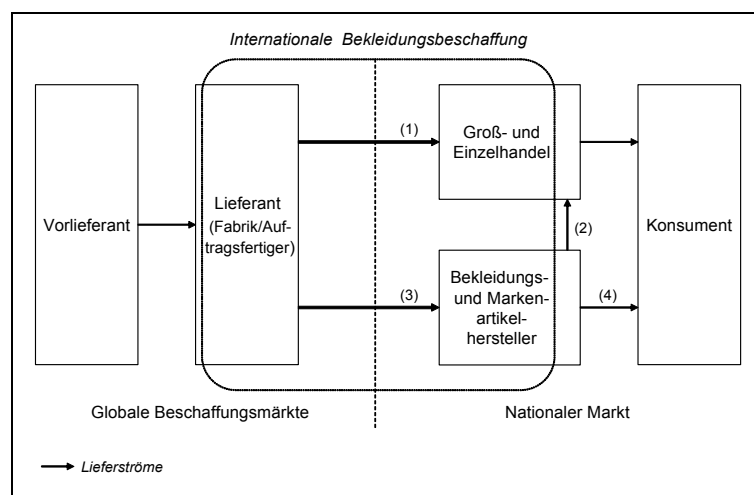 Internationale Bekleidungsbeschaffung
Vorlieferant
Lieferant
(Fabrik/Auf-
tragsfertiger)
(1)
Groß- und
Einzelhandel
(2)
(3)
Bekleidungs-
und Marken-
artikel-
hersteller
(4)
Konsument
Globale Beschaffungsmärkte
Nationaler Markt
Lieferströme